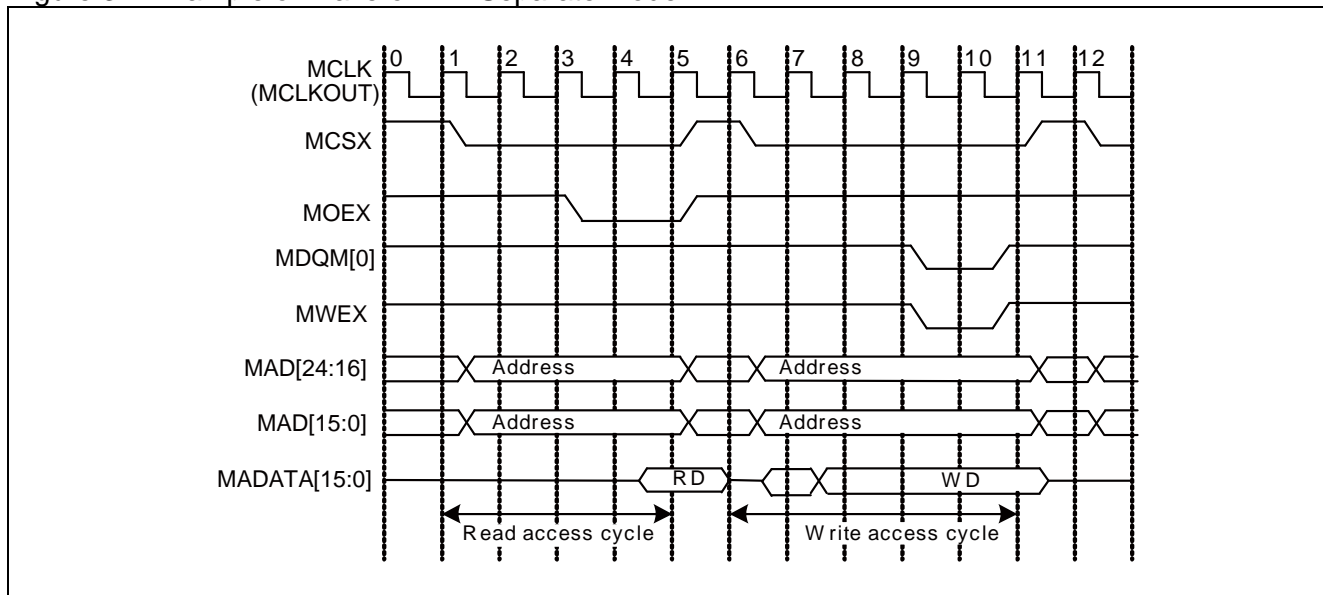 0 1 2 3 4 5 6 7 8 9 10 11 12
MCLK
(MCLKOUT)
MCSX
MOEX
MDQM[0]
MWEX
MAD[24:16] Address Address
MAD[15:0] Address Address
MADATA[15:0] RD WD
Read access cycle Write access cycle